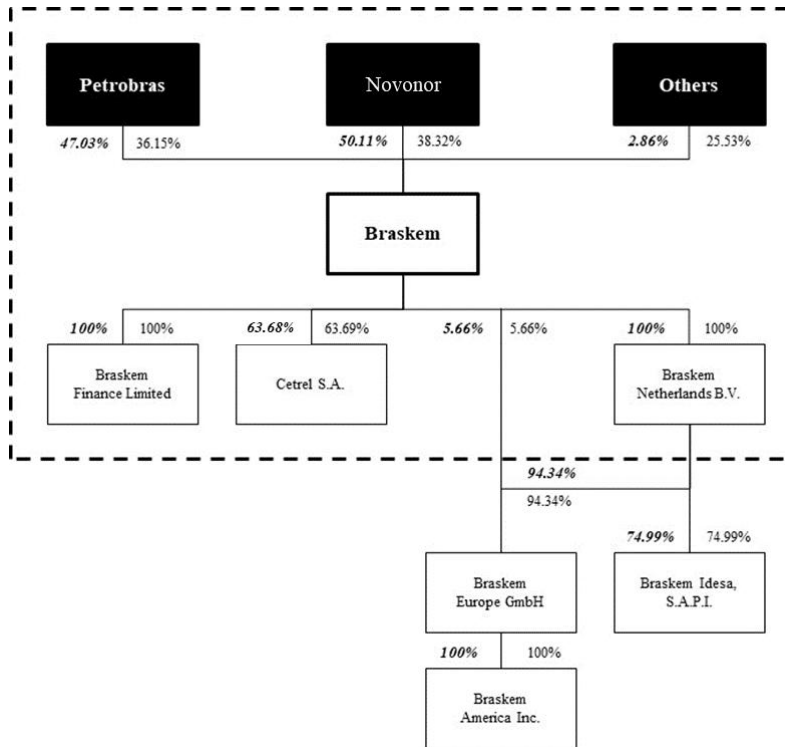 Petrobras
Novonor
Others
47.03% 36.15%
50.11% 38.32%
2.86% 25.53%
Braskem
100% 100%
63.68% 63.69%
5.66% 5.66%
100% 100%
Braskem
Finance Limited
Cetrel S.A.
Braskem
Netherlands B.V.
94.34%
94.34%
74.99% 74.99%
Braskem
Europe GmbH
Braskem Idesa,
S.A.P.I.
100% 100%
Braskem
America Inc.